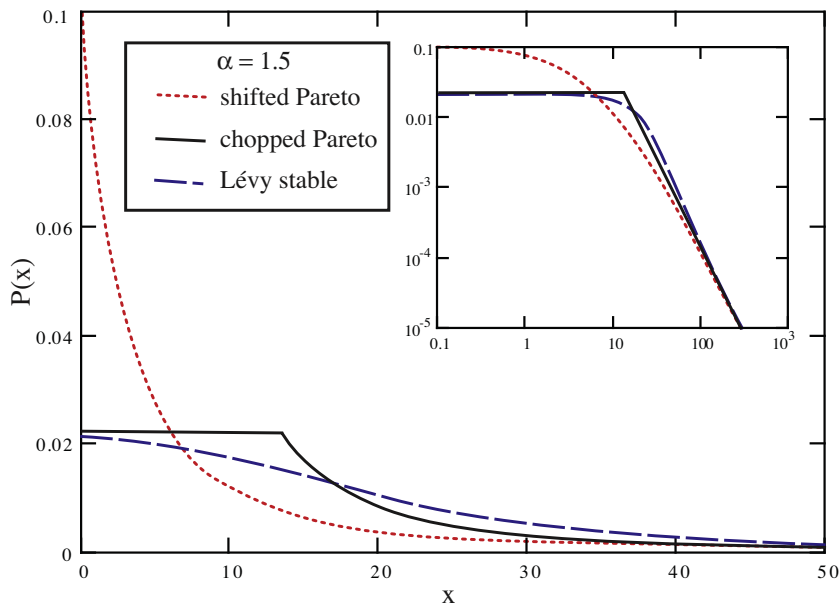 0.1
0.08
0.06
0.04
0.02
0
P(x)
α = 1.5
shifted Pareto
chopped Pareto
Lévy stable
0.1
0.01
10⁻³
10⁻⁴
10⁻⁵
0.1 1 10 100 10³
0 10 20 30 40 50
x